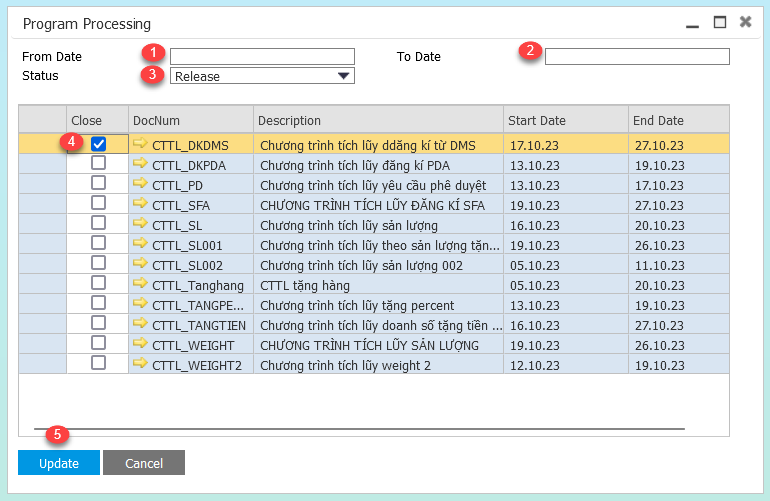 Program Processing
From Date 1 To Date 2
Status 3 Release
Close DocNum Description Start Date End Date
4 CTTL_DKDMS Chương trình tích lũy ddăng kí từ DMS 17.10.23 27.10.23
CTTL_DKPDA Chương trình tích lũy đăng kí PDA 13.10.23 19.10.23
CTTL_PD Chương trình tích lũy yêu cầu phê duyệt 13.10.23 17.10.23
CTTL_SFA CHƯƠNG TRÌNH TÍCH LŨY ĐĂNG KÍ SFA 19.10.23 27.10.23
CTTL_SL Chương trình tích lũy sản lượng 16.10.23 20.10.23
CTTL_SL001 Chương trình tích lũy theo sản lượng tặn... 19.10.23 26.10.23
CTTL_SL002 Chương trình tích lũy sản lượng 002 05.10.23 11.10.23
CTTL_Tanghang CTTL tặng hàng 05.10.23 20.10.23
CTTL_TANGPE... Chương trình tích lũy tặng percent 13.10.23 19.10.23
CTTL_TANGTIEN Chương trình tích lũy doanh số tặng tiền ... 16.10.23 27.10.23
CTTL_WEIGHT CHƯƠNG TRÌNH TÍCH LŨY SẢN LƯỢNG 19.10.23 26.10.23
CTTL_WEIGHT2 Chương trình tích lũy weight 2 12.10.23 19.10.23
5
Update Cancel